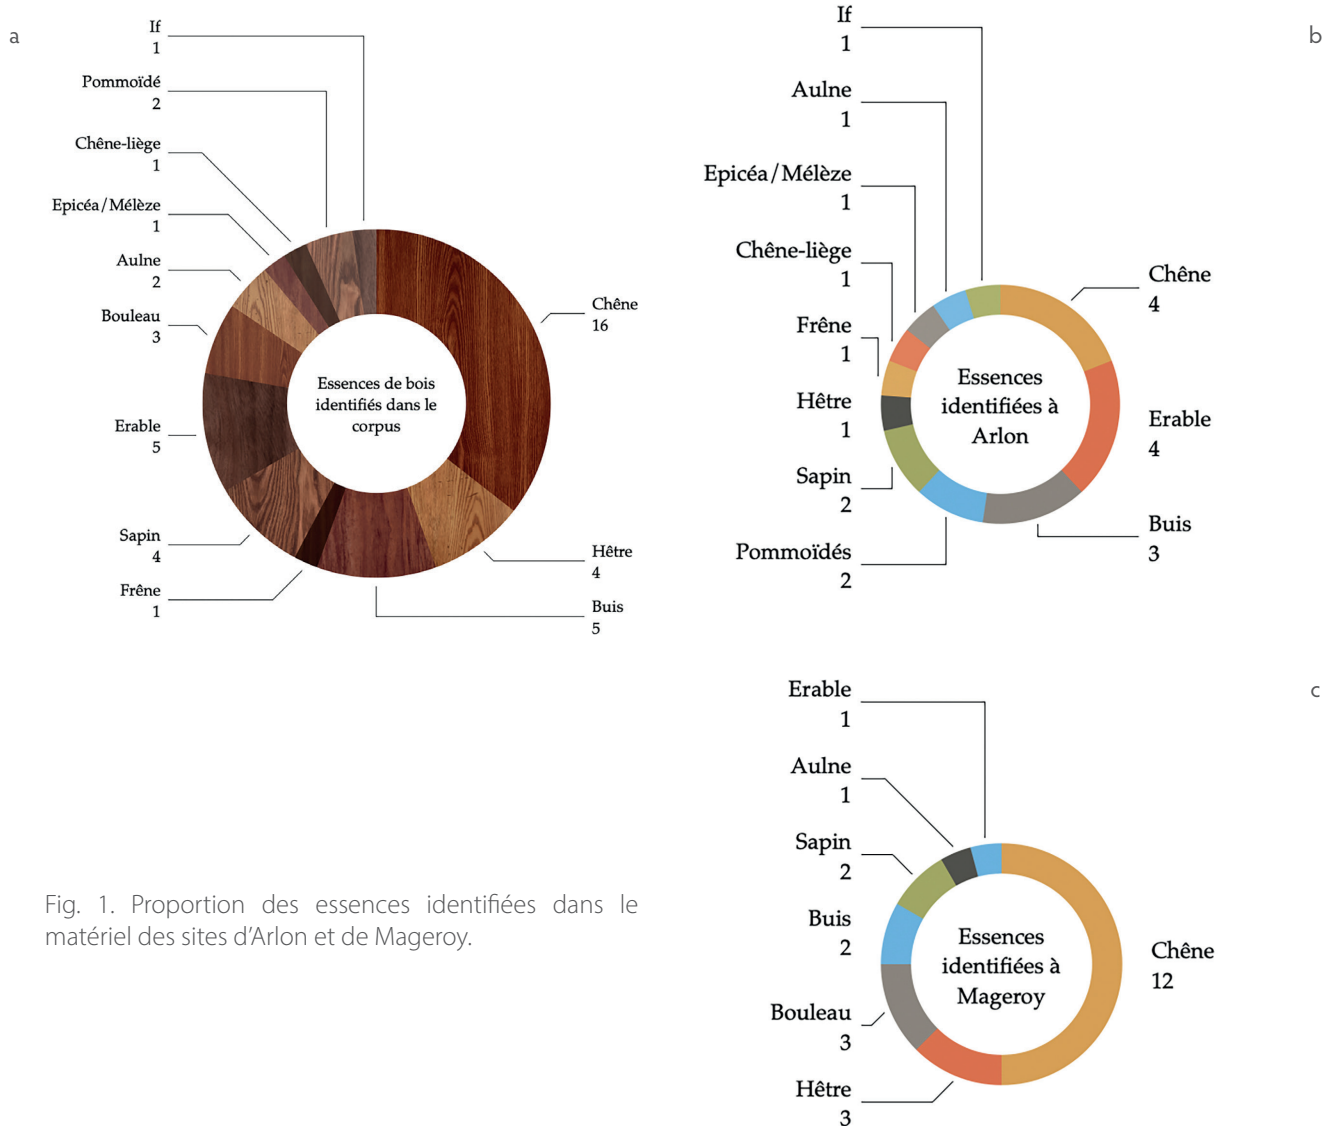 a
If
1
Pommoïdé
2
Chêne-liège
1
Epicéa/Mélèze
1
Aulne
2
Bouleau
3
Erable
5
Sapin
4
Frêne
1
Chêne
16
Hêtre
4
Buis
5
Essences de bois
identifiés dans le
corpus
b
If
1
Aulne
1
Epicéa/Mélèze
1
Chêne-liège
1
Frêne
1
Hêtre
1
Sapin
2
Pommoïdés
2
Chêne
4
Erable
4
Buis
3
Essences
identifiées à
Arlon
c
Erable
1
Aulne
1
Sapin
2
Buis
2
Bouleau
3
Hêtre
3
Chêne
12
Essences
identifiées à
Mageroy
Fig. 1. Proportion des essences identifiées dans le
matériel des sites d'Arlon et de Mageroy.